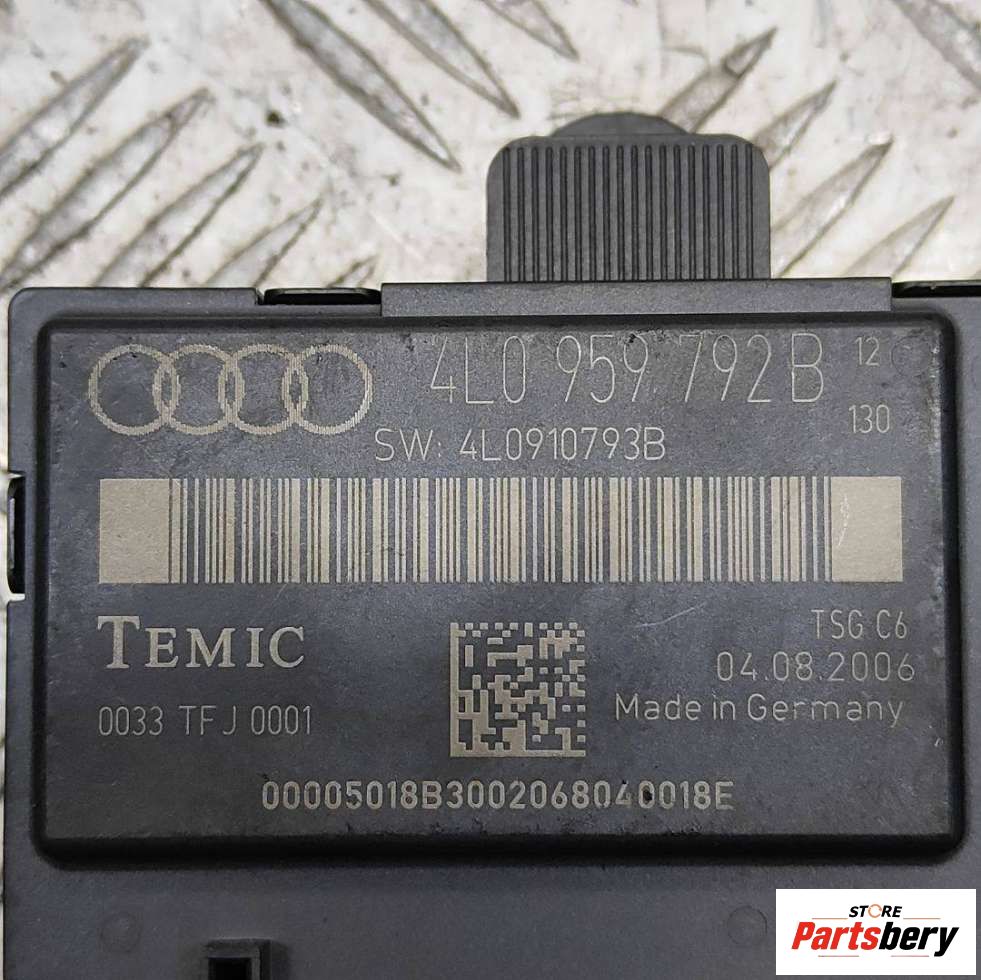 4L0 959 792B 12
130
SW: 4L0910793B
TEMIC
TSG C6
04.08.2006
0033 TFJ 0001
Made in Germany
00005018B3002068040018E
STORE
Partsbery